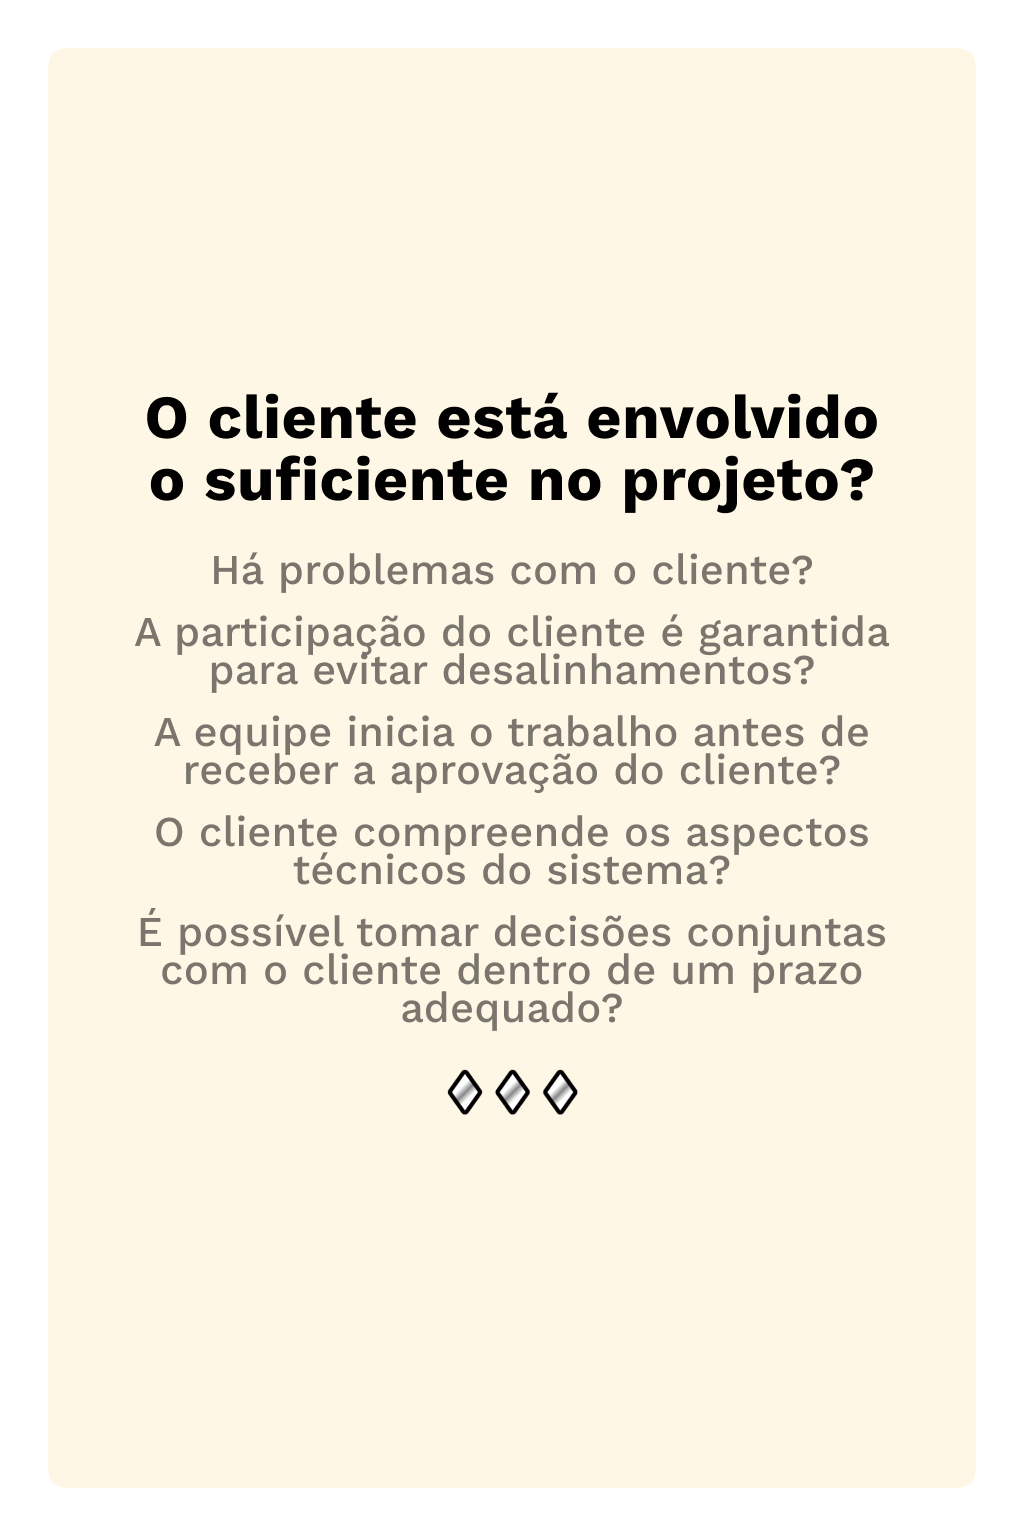 O cliente está envolvido
o suficiente no projeto?
Há problemas com o cliente?
A participação do cliente é garantida
para evitar desalinhamentos?
A equipe inicia o trabalho antes de
receber a aprovação do cliente?
O cliente compreende os aspectos
técnicos do sistema?
É possível tomar decisões conjuntas
com o cliente dentro de um prazo
adequado?